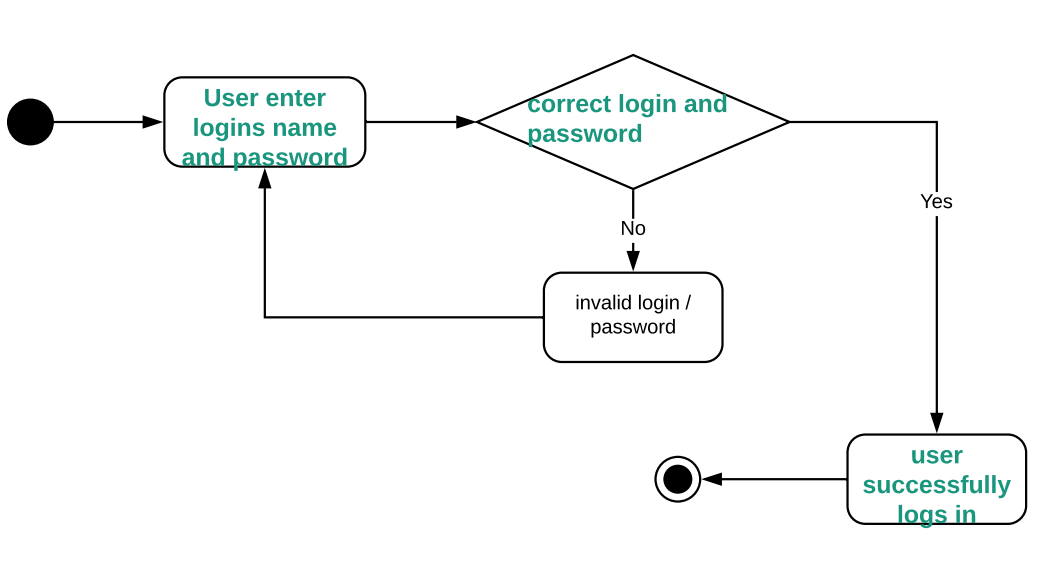 User enter
logins name
and password
correct login and
password
Yes
No
invalid login /
password
user
successfully
logs in